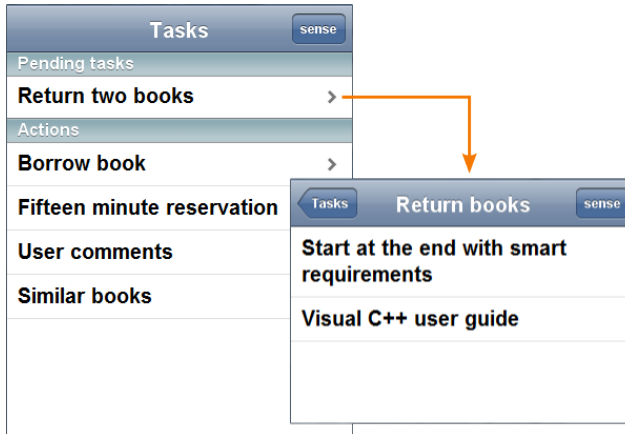 Tasks sense
Pending tasks
Return two books
Actions
Borrow book
Fifteen minute reservation
User comments
Similar books
Tasks Return books sense
Start at the end with smart
requirements
Visual C++ user guide